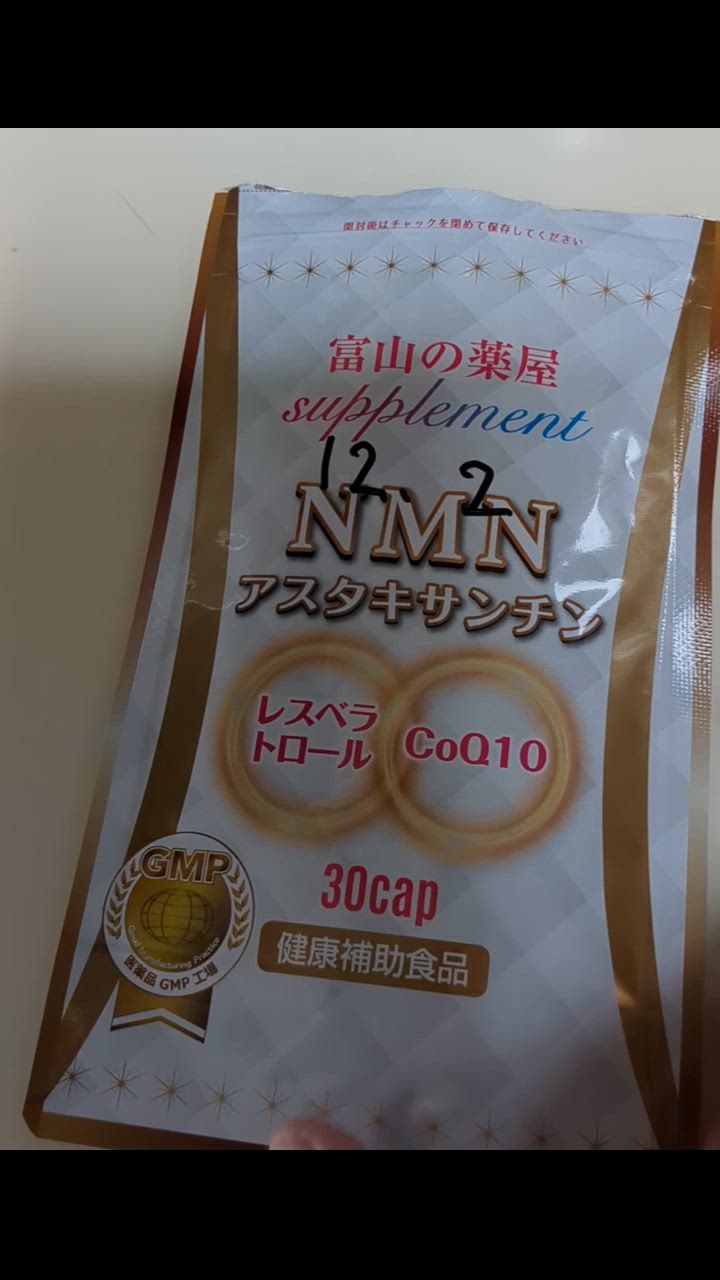 開封後はチャックを閉めて保存してください
富山の薬屋
supplement
12. 2
NMN
アスタキサンチン
レスベラ
トロール
CoQ10
30cap
健康補助食品
GMP
Good Manufacturing Practice
医薬品 GMP 工場